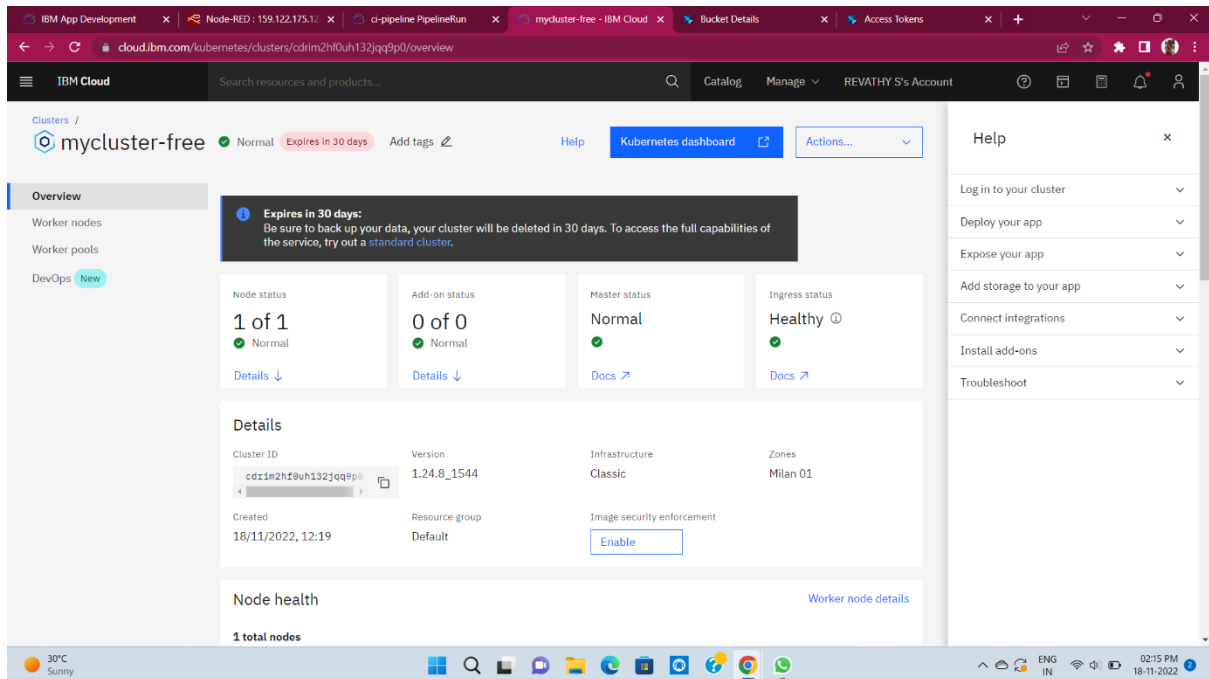 IBM App Development
Node-RED : 159.122.175.12
ci-pipeline PipelineRun
mycluster-free - IBM Cloud
Bucket Details
Access Tokens
cloud.ibm.com/kubernetes/clusters/cdrim2hf0uh132jqq9p0/overview
IBM Cloud
Search resources and products...
Catalog
Manage
REVATHY S's Account
Clusters /
mycluster-free
Normal
Expires in 30 days
Add tags
Help
Kubernetes dashboard
Actions...
Overview
Worker nodes
Worker pools
DevOps New
Expires in 30 days:
Be sure to back up your data, your cluster will be deleted in 30 days. To access the full capabilities of
the service, try out a standard cluster.
Node status
1 of 1
Normal
Details
Add-on status
0 of 0
Normal
Details
Master status
Normal
Docs
Ingress status
Healthy
Docs
Details
Cluster ID
cdrim2hf0uh132jqq9p0
Version
1.24.8_1544
Infrastructure
Classic
Zones
Milan 01
Created
18/11/2022, 12:19
Resource group
Default
Image security enforcement
Enable
Node health
Worker node details
1 total nodes
Help
Log in to your cluster
Deploy your app
Expose your app
Add storage to your app
Connect integrations
Install add-ons
Troubleshoot
30°C
Sunny
ENG
IN
02:15 PM
18-11-2022
2